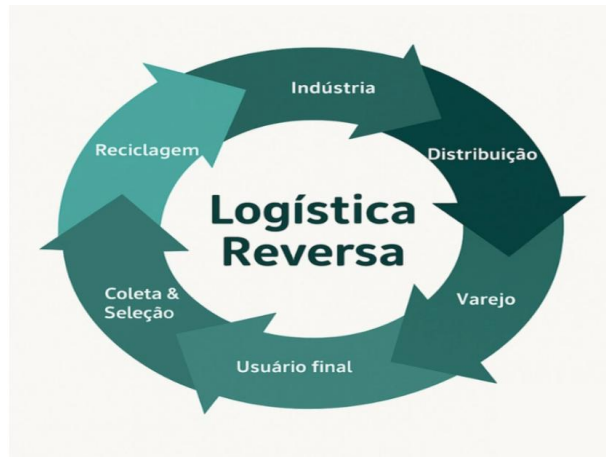 Indústria
Distribuição
Varejo
Usuário final
Coleta &
Seleção
Reciclagem
Logística
Reversa